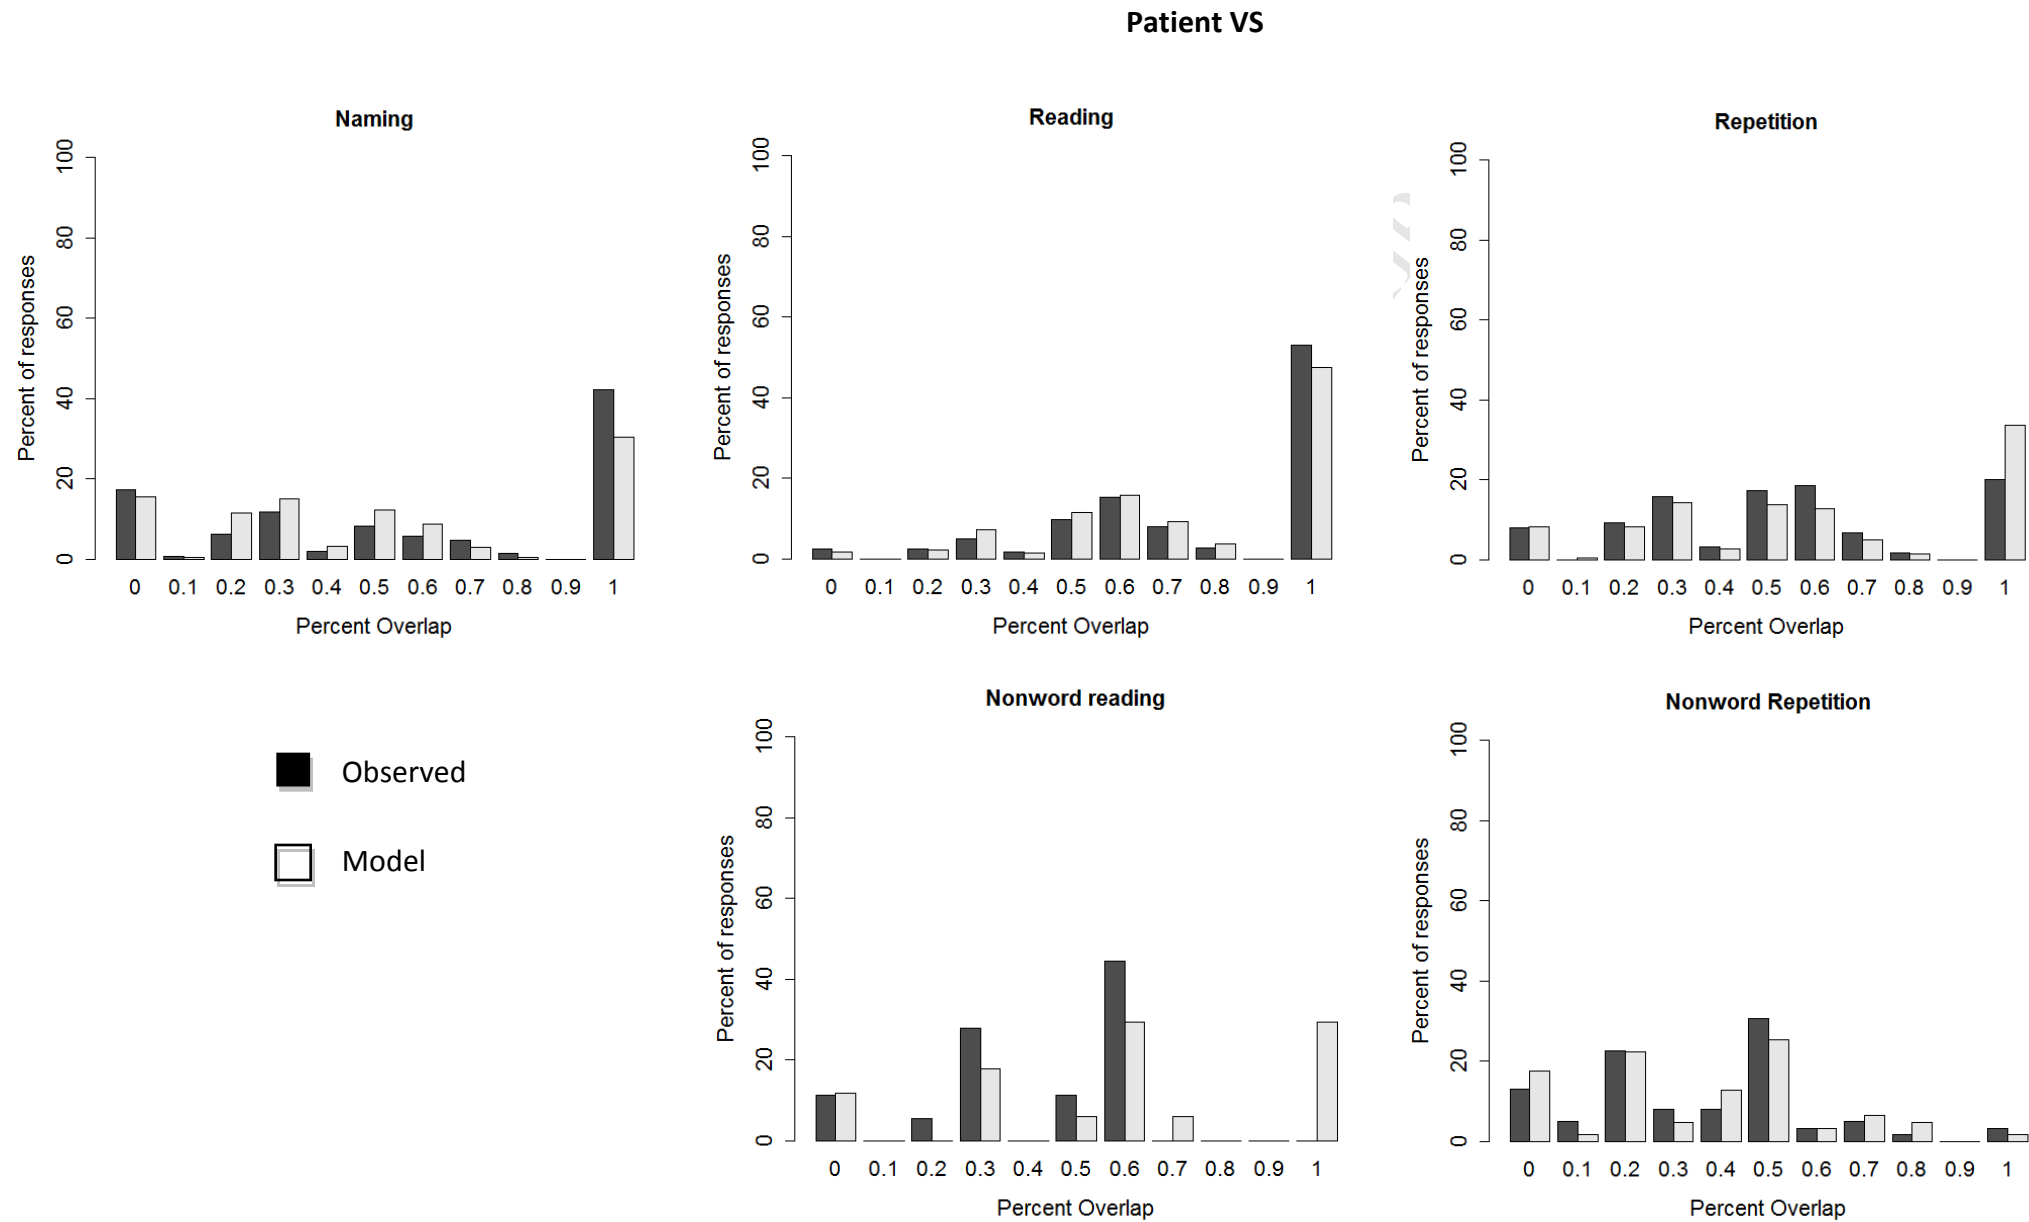 Patient VS
Naming
Percent of responses
0 20 40 60 80 100
0 0.1 0.2 0.3 0.4 0.5 0.6 0.7 0.8 0.9 1
Percent Overlap
Reading
Percent of responses
0 20 40 60 80 100
0 0.1 0.2 0.3 0.4 0.5 0.6 0.7 0.8 0.9 1
Percent Overlap
Repetition
Percent of responses
0 20 40 60 80 100
0 0.1 0.2 0.3 0.4 0.5 0.6 0.7 0.8 0.9 1
Percent Overlap
Observed
Model
Nonword reading
Percent of responses
0 20 40 60 80 100
0 0.1 0.2 0.3 0.4 0.5 0.6 0.7 0.8 0.9 1
Percent Overlap
Nonword Repetition
Percent of responses
0 20 40 60 80 100
0 0.1 0.2 0.3 0.4 0.5 0.6 0.7 0.8 0.9 1
Percent Overlap